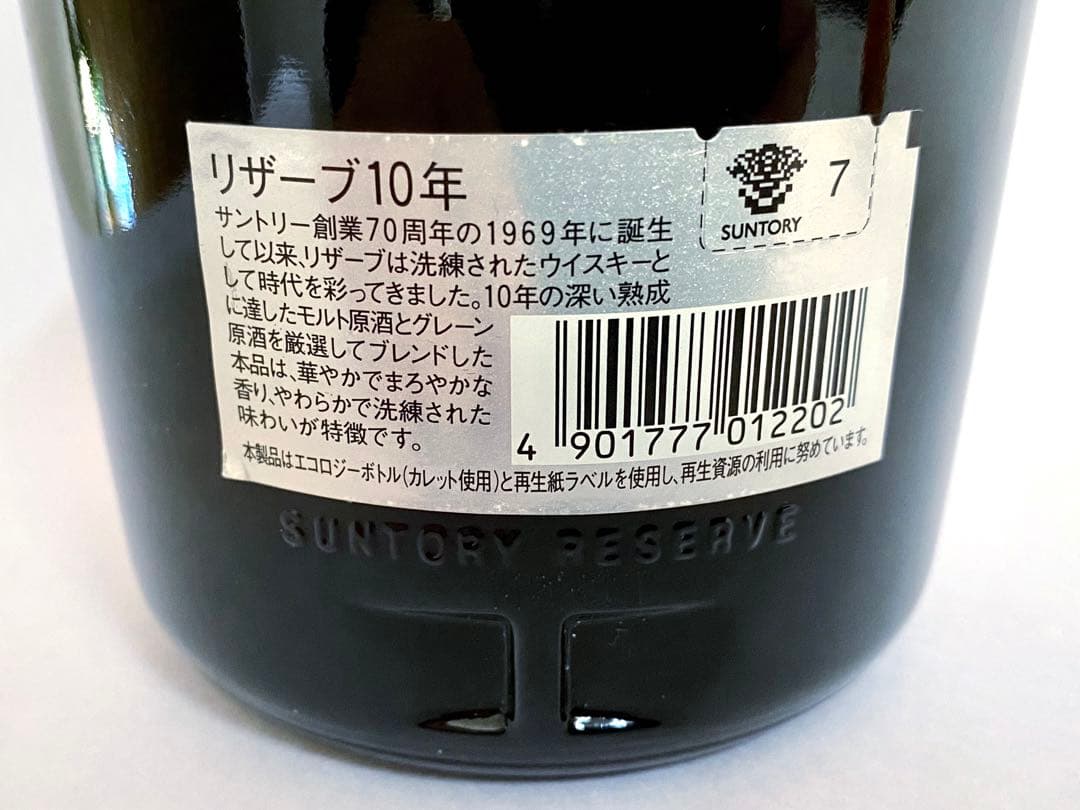 リザーブ10年
サントリー創業70周年の1969年に誕生
して以来、リザーブは洗練されたウイスキーと
して時代を彩ってきました。10年の深い熟成
に達したモルト原酒とグレーン
原酒を厳選してブレンドした
本品は、華やかでまろやかな
香り、やわらかで洗練された
味わいが特徴です。
本製品はエコロジーボトル(カレット使用)と再生紙ラベルを使用し、再生資源の利用に努めています。
7
SUNTORY
4 901777 012202
SUNTORY RESERVE